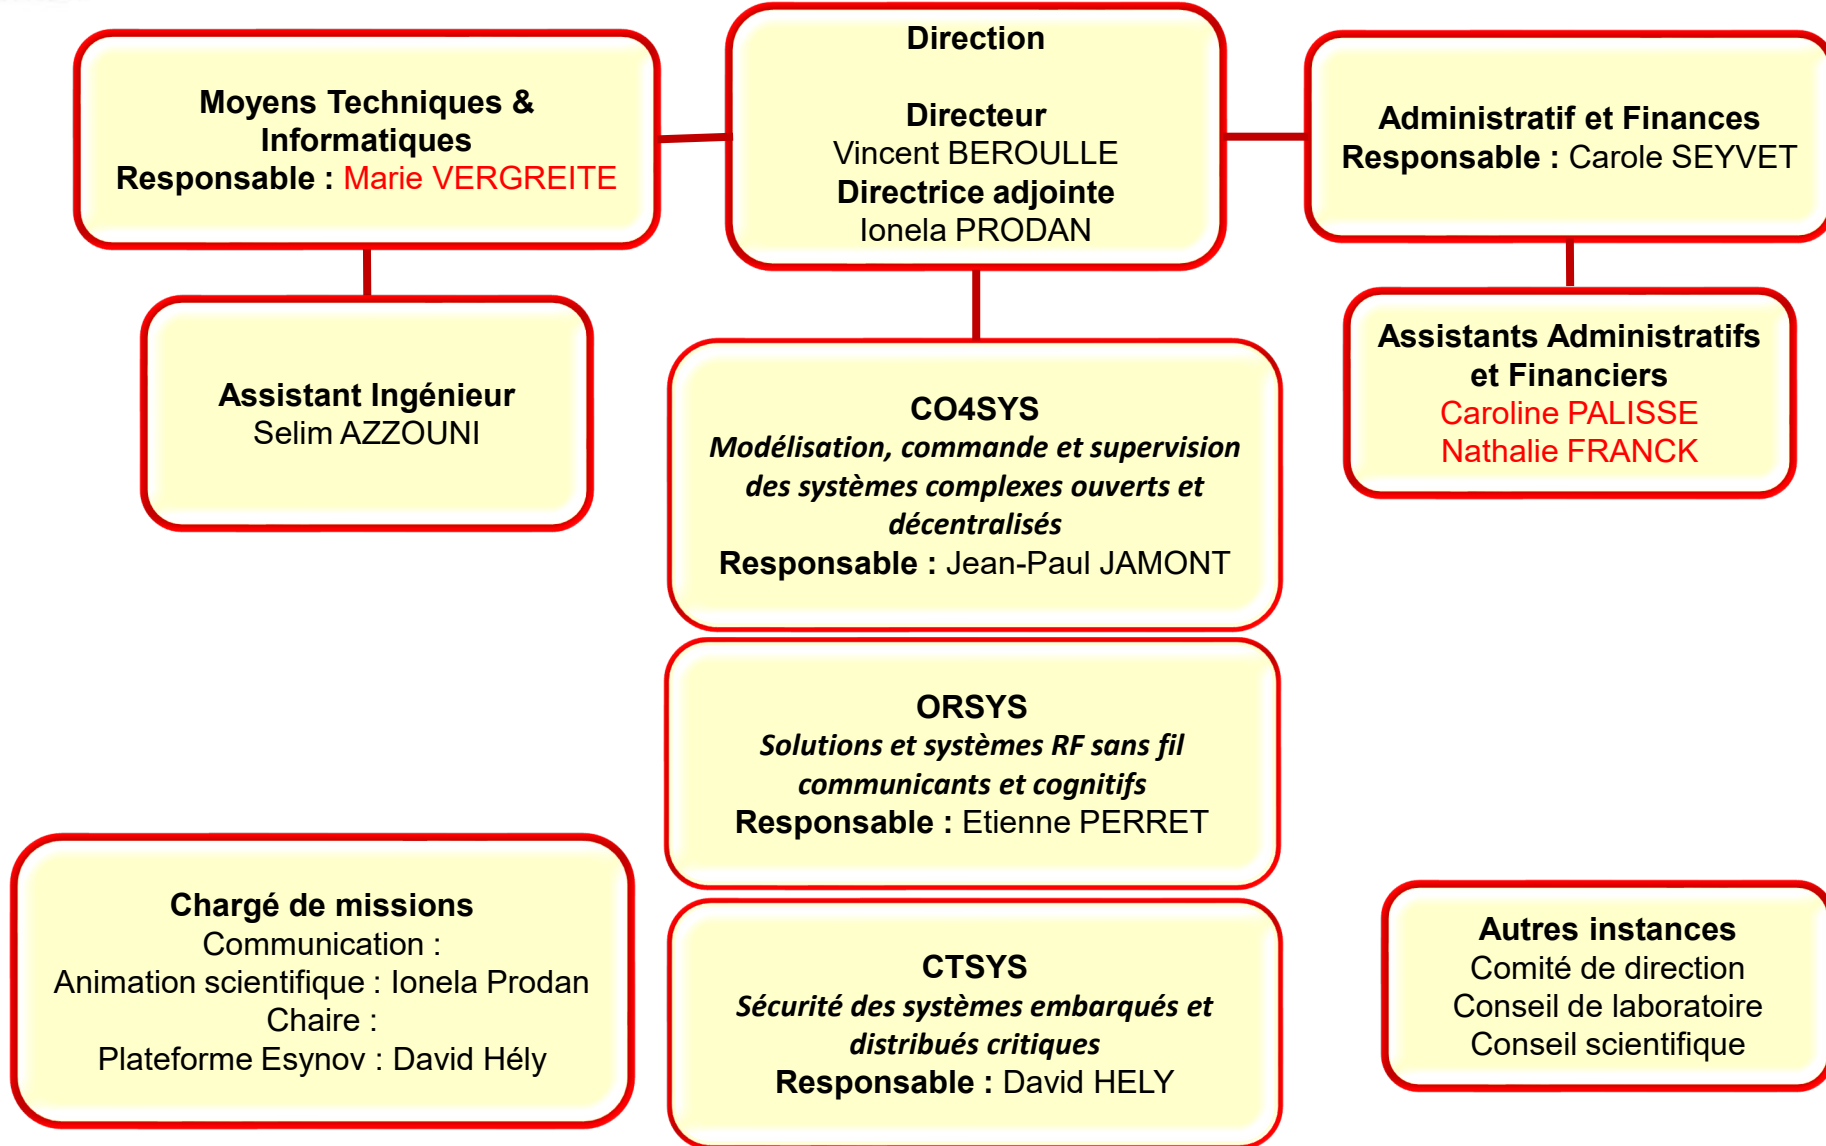 Direction
Directeur
Vincent BEROULLE
Directrice adjointe
Ionela PRODAN
Moyens Techniques &
Informatiques
Responsable : Marie VERGREITE
Administratif et Finances
Responsable : Carole SEYVET
Assistant Ingénieur
Selim AZZOUNI
Assistants Administratifs
et Financiers
Caroline PALISSE
Nathalie FRANCK
CO4SYS
Modélisation, commande et supervision
des systèmes complexes ouverts et
décentralisés
Responsable : Jean-Paul JAMONT
ORSYS
Solutions et systèmes RF sans fil
communicants et cognitifs
Responsable : Etienne PERRET
CTSYS
Sécurité des systèmes embarqués et
distribués critiques
Responsable : David HELY
Chargé de missions
Communication :
Animation scientifique : Ionela Prodan
Chaire :
Plateforme Esynov : David Hély
Autres instances
Comité de direction
Conseil de laboratoire
Conseil scientifique